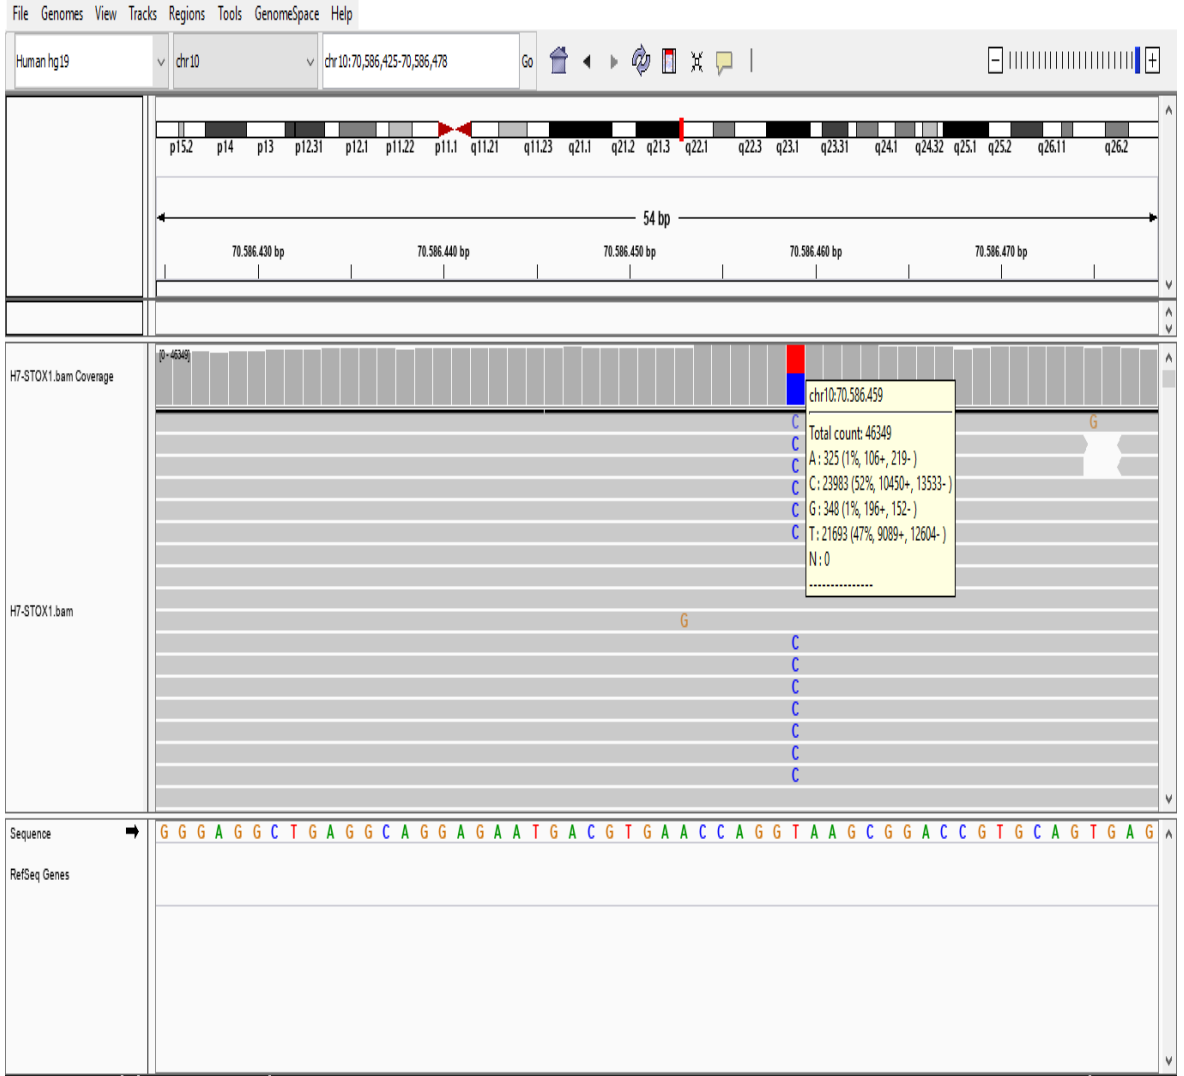 File Genomes View Tracks Regions Tools GenomeSpace Help
Human hg19 chr10 chr10:70,586,425-70,586,478 Go
p15.2 p14 p13 p12.31 p12.1 p11.22 p11.1 q11.21 q11.23 q21.1 q21.2 q21.3 q22.1 q22.3 q23.1 q23.31 q24.1 q24.32 q25.1 q25.2 q26.11 q26.2
54 bp
70.586.430 bp 70.586.440 bp 70.586.450 bp 70.586.460 bp 70.586.470 bp
[0 - 46349]
H7-STOX1.bam Coverage
chr10:70.586.459
Total count: 46349
A : 325 (1%, 106+, 219- )
C : 23983 (52%, 10450+, 13533- )
G : 348 (1%, 196+, 152- )
T : 21693 (47%, 9089+, 12604- )
N : 0
---------------
C G
C
C
C
C
C
H7-STOX1.bam
G
C
C
C
C
C
C
C
Sequence G G G A G G C T G A G G C A G G A G A A T G A C G T G A A C C A G G T A A G C G G A C C G T G C A G T G A G
RefSeq Genes